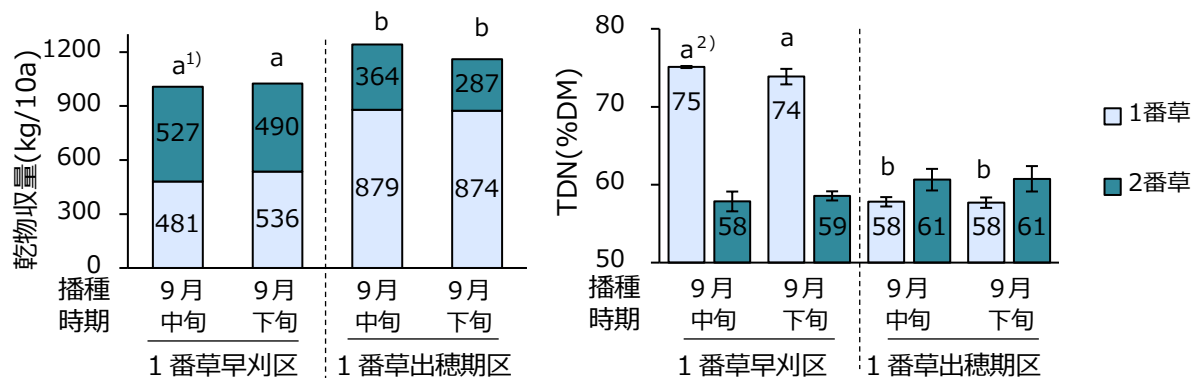 乾物収量(kg/10a)
1200
900
600
300
0
a1)
a
b
b
527
490
364
287
481
536
879
874
播種
時期
9月
中旬
9月
下旬
9月
中旬
9月
下旬
1番草早刈区
1番草出穂期区
TDN(%DM)
80
70
60
50
a2)
a
b
b
75
58
74
59
58
61
58
61
播種
時期
9月
中旬
9月
下旬
9月
中旬
9月
下旬
1番草早刈区
1番草出穂期区
1番草
2番草